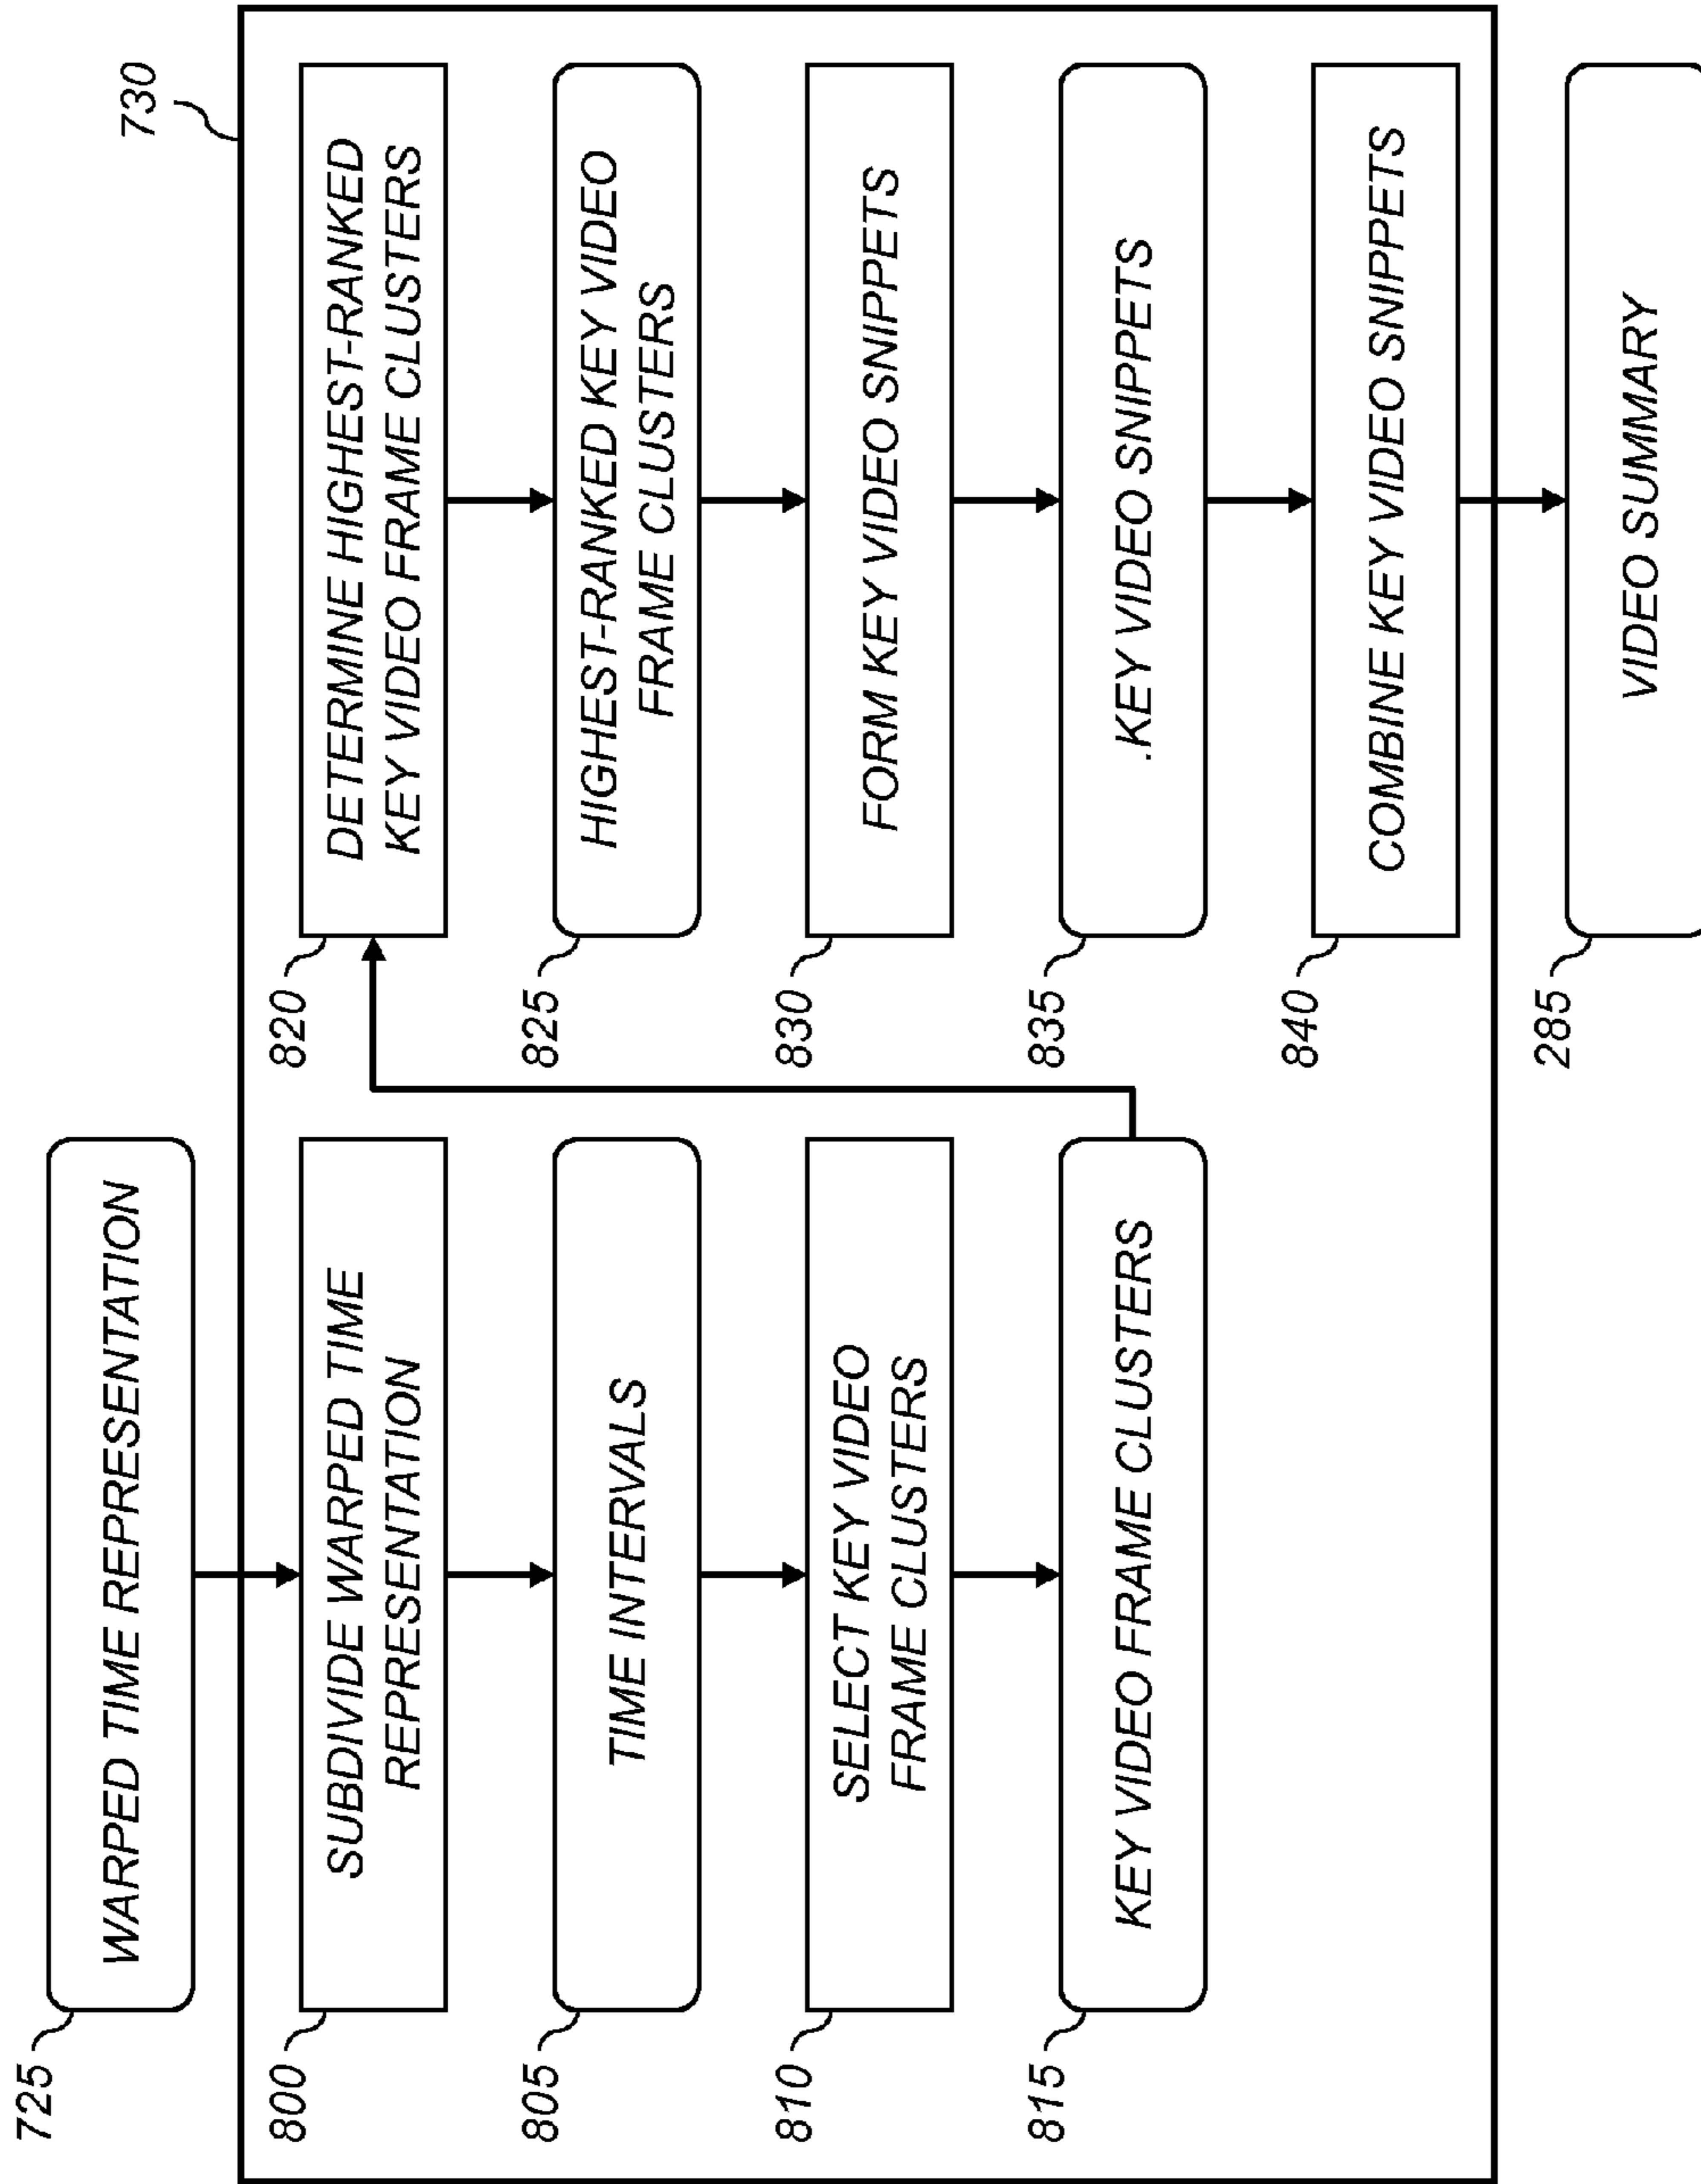 725
WARPED TIME REPRESENTATION
730
800
SUBDIVIDE WARPED TIME
REPRESENTATION
805
TIME INTERVALS
810
SELECT KEY VIDEO
FRAME CLUSTERS
815
KEY VIDEO FRAME CLUSTERS
820
DETERMINE HIGHEST-RANKED
KEY VIDEO FRAME CLUSTERS
825
HIGHEST-RANKED KEY VIDEO
FRAME CLUSTERS
830
FORM KEY VIDEO SNIPPETS
835
.KEY VIDEO SNIPPETS
840
COMBINE KEY VIDEO SNIPPETS
285
VIDEO SUMMARY